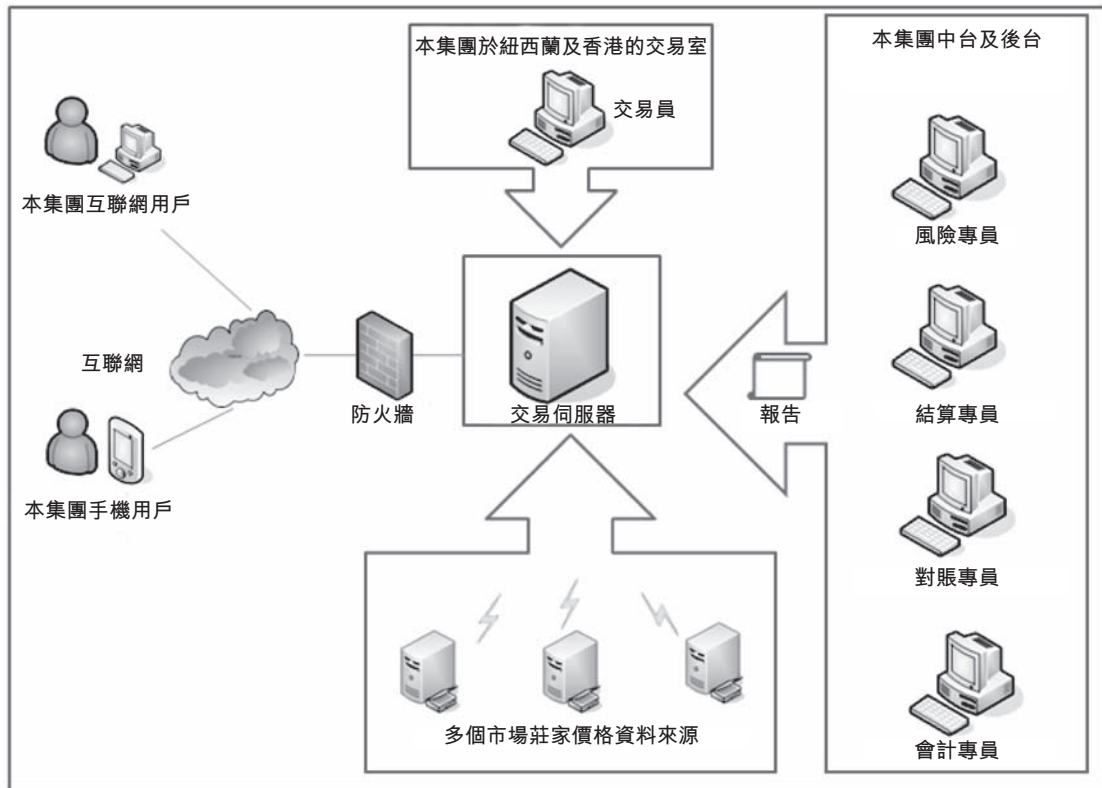 本集團於紐西蘭及香港的交易室
交易員
本集團中台及後台
本集團互聯網用戶
風險專員
互聯網
防火牆
交易伺服器
報告
結算專員
本集團手機用戶
對賬專員
多個市場莊家價格資料來源
會計專員